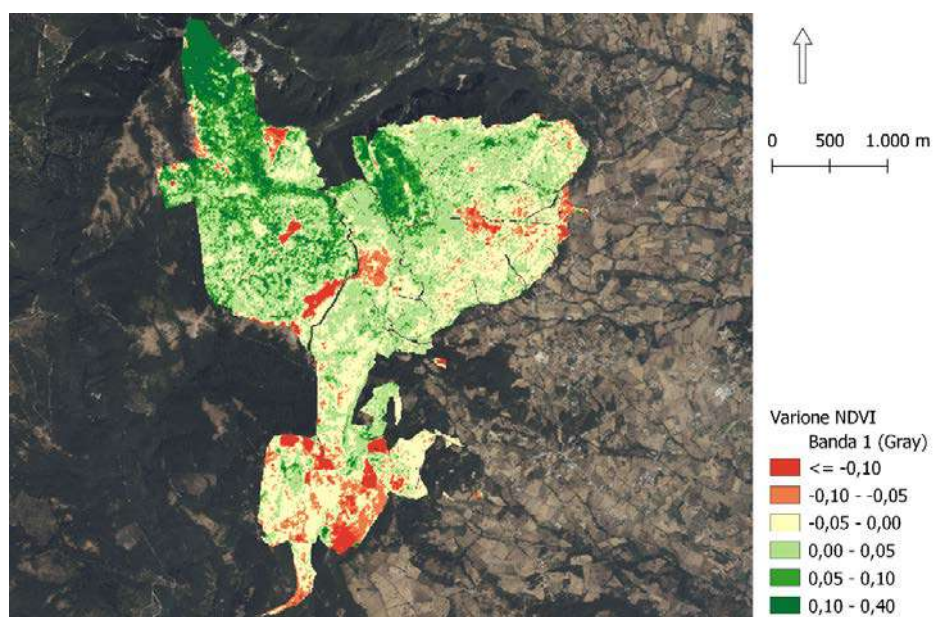 0 500 1.000 m
Varione NDVI
Banda 1 (Gray)
<= -0,10
-0,10 - -0,05
-0,05 - 0,00
0,00 - 0,05
0,05 - 0,10
0,10 - 0,40